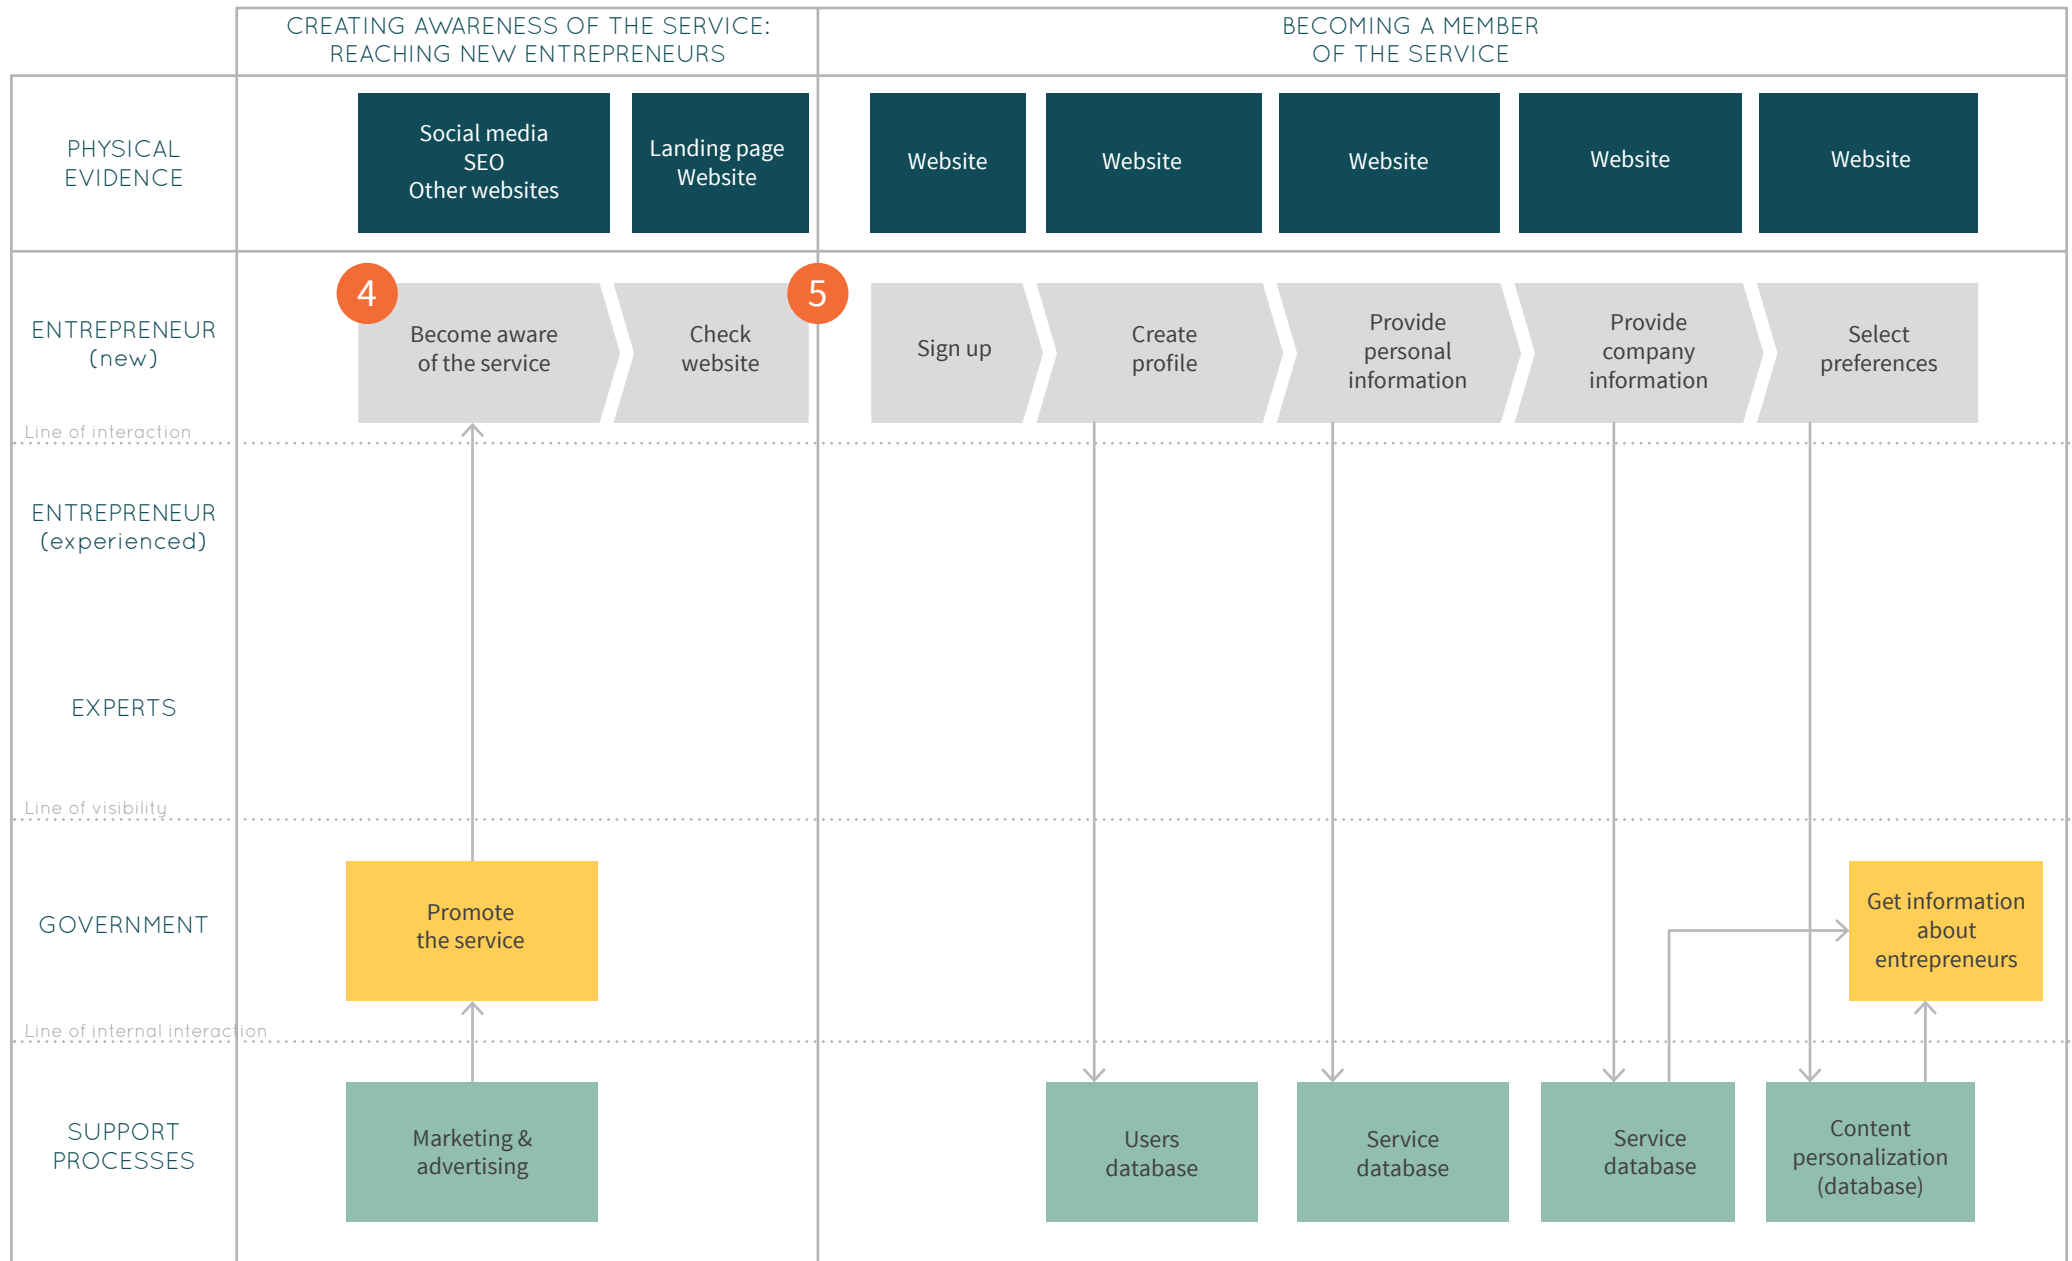 CREATING AWARENESS OF THE SERVICE:
REACHING NEW ENTREPRENEURS
BECOMING A MEMBER
OF THE SERVICE
PHYSICAL
EVIDENCE
Social media
SEO
Other websites
Landing page
Website
Website
Website
Website
Website
Website
ENTREPRENEUR
(new)
4
Become aware
of the service
Check
website
5
Sign up
Create
profile
Provide
personal
information
Provide
company
information
Select
preferences
Line of interaction
ENTREPRENEUR
(experienced)
EXPERTS
Line of visibility
GOVERNMENT
Promote
the service
Get information
about
entrepreneurs
Line of internal interaction
SUPPORT
PROCESSES
Marketing &
advertising
Users
database
Service
database
Service
database
Content
personalization
(database)